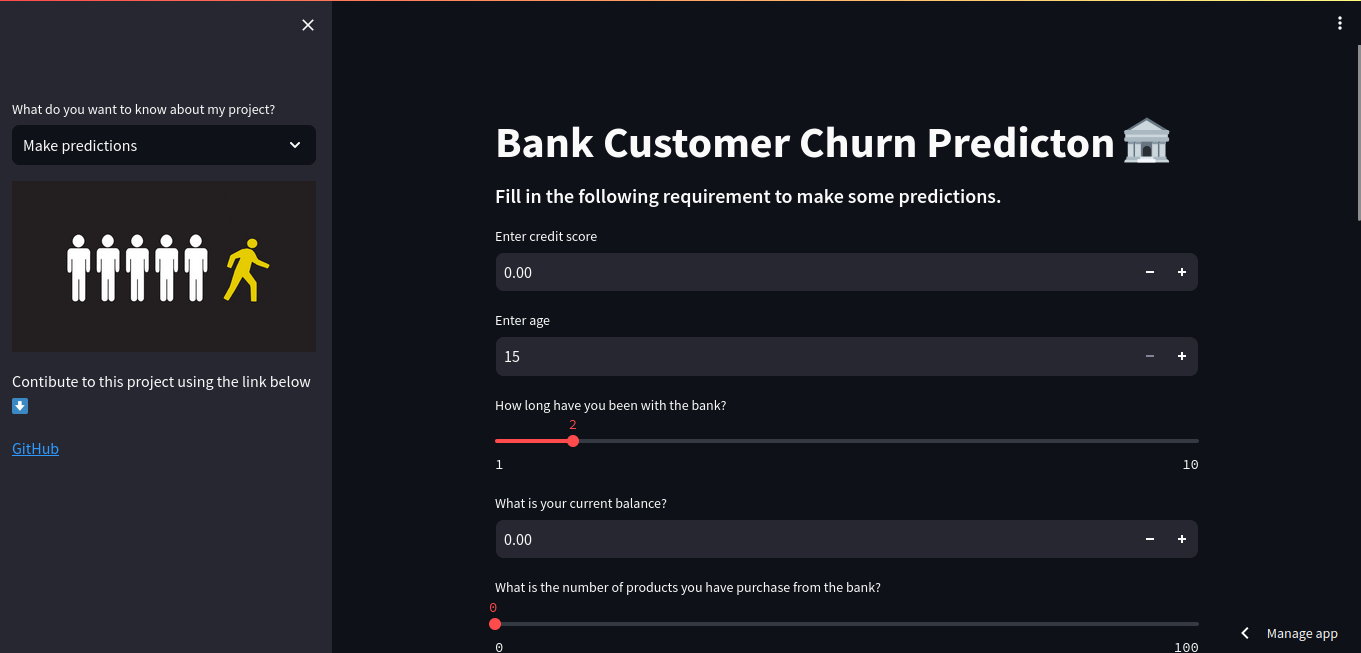 What do you want to know about my project?
Make predictions
Contibute to this project using the link below
⬇️
GitHub
Bank Customer Churn Predicton 🏛️
Fill in the following requirement to make some predictions.
Enter credit score
0.00
Enter age
15
How long have you been with the bank?
2
1 10
What is your current balance?
0.00
What is the number of products you have purchase from the bank?
0
0 100
Manage app